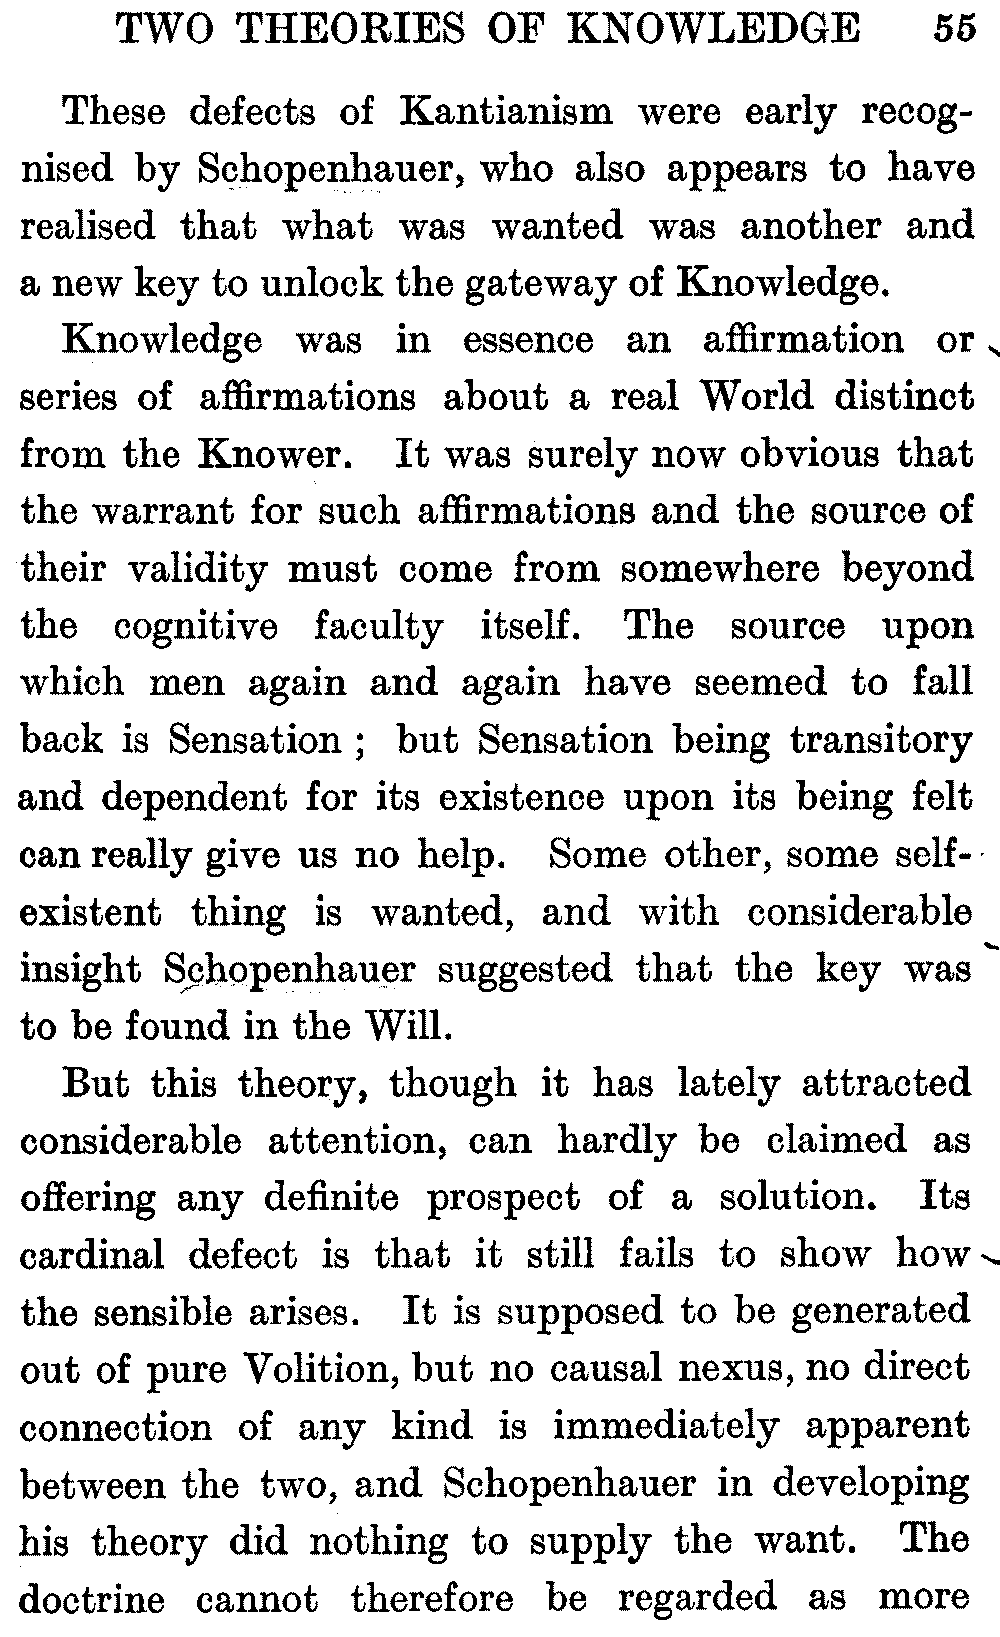 TWO THEORIES OF KNOWLEDGE 55
These defects of Kantianism were early recog-
nised by Schopenhauer, who also appears to have
realised that what was wanted was another and
a new key to unlock the gateway of Knowledge.
Knowledge was in essence an affirmation or
series of affirmations about a real World distinct
from the Knower. It was surely now obvious that
the warrant for such affirmations and the source of
their validity must come from somewhere beyond
the cognitive faculty itself. The source upon
which men again and again have seemed to fall
back is Sensation ; but Sensation being transitory
and dependent for its existence upon its being felt
can really give us no help. Some other, some self-
existent thing is wanted, and with considerable
insight Schopenhauer suggested that the key was
to be found in the Will.
But this theory, though it has lately attracted
considerable attention, can hardly be claimed as
offering any definite prospect of a solution. Its
cardinal defect is that it still fails to show how
the sensible arises. It is supposed to be generated
out of pure Volition, but no causal nexus, no direct
connection of any kind is immediately apparent
between the two, and Schopenhauer in developing
his theory did nothing to supply the want. The
doctrine cannot therefore be regarded as more